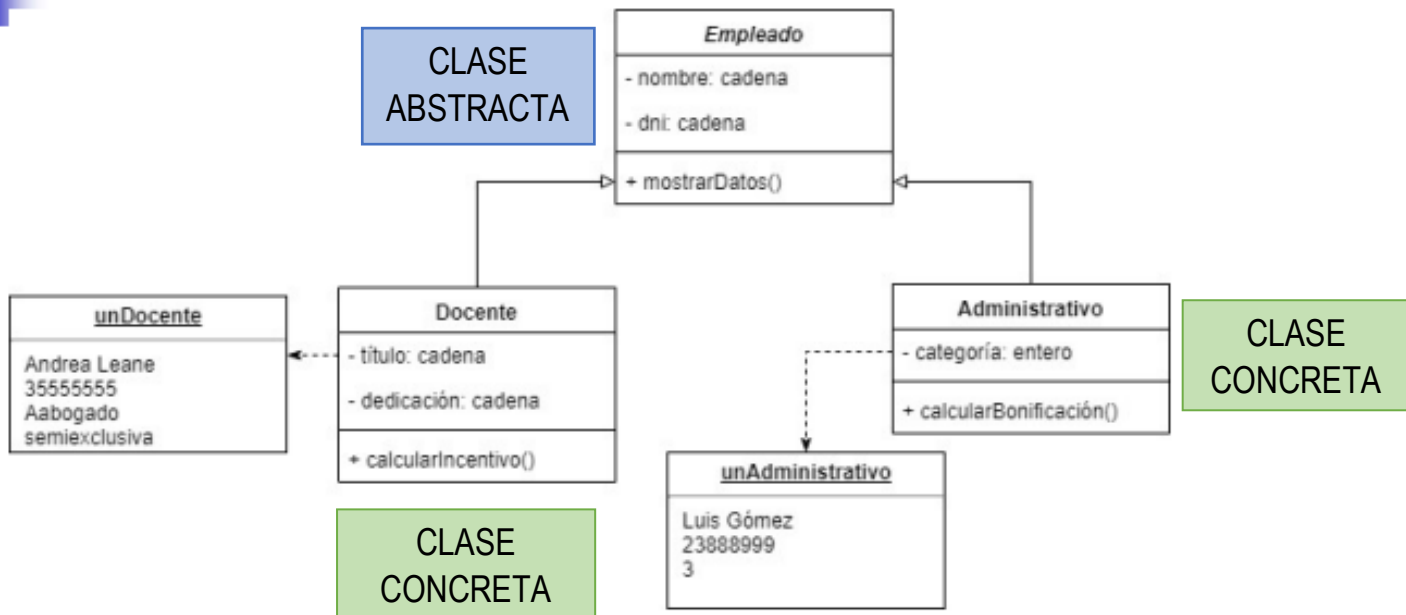 CLASE
ABSTRACTA
Empleado
- nombre: cadena
- dni: cadena
+ mostrarDatos()
unDocente
Andrea Leane
35555555
Aabogado
semiexclusiva
Docente
- título: cadena
- dedicación: cadena
+ calcularIncentivo()
CLASE
CONCRETA
Administrativo
- categoría: entero
+ calcularBonificación()
CLASE
CONCRETA
unAdministrativo
Luis Gómez
23888999
3